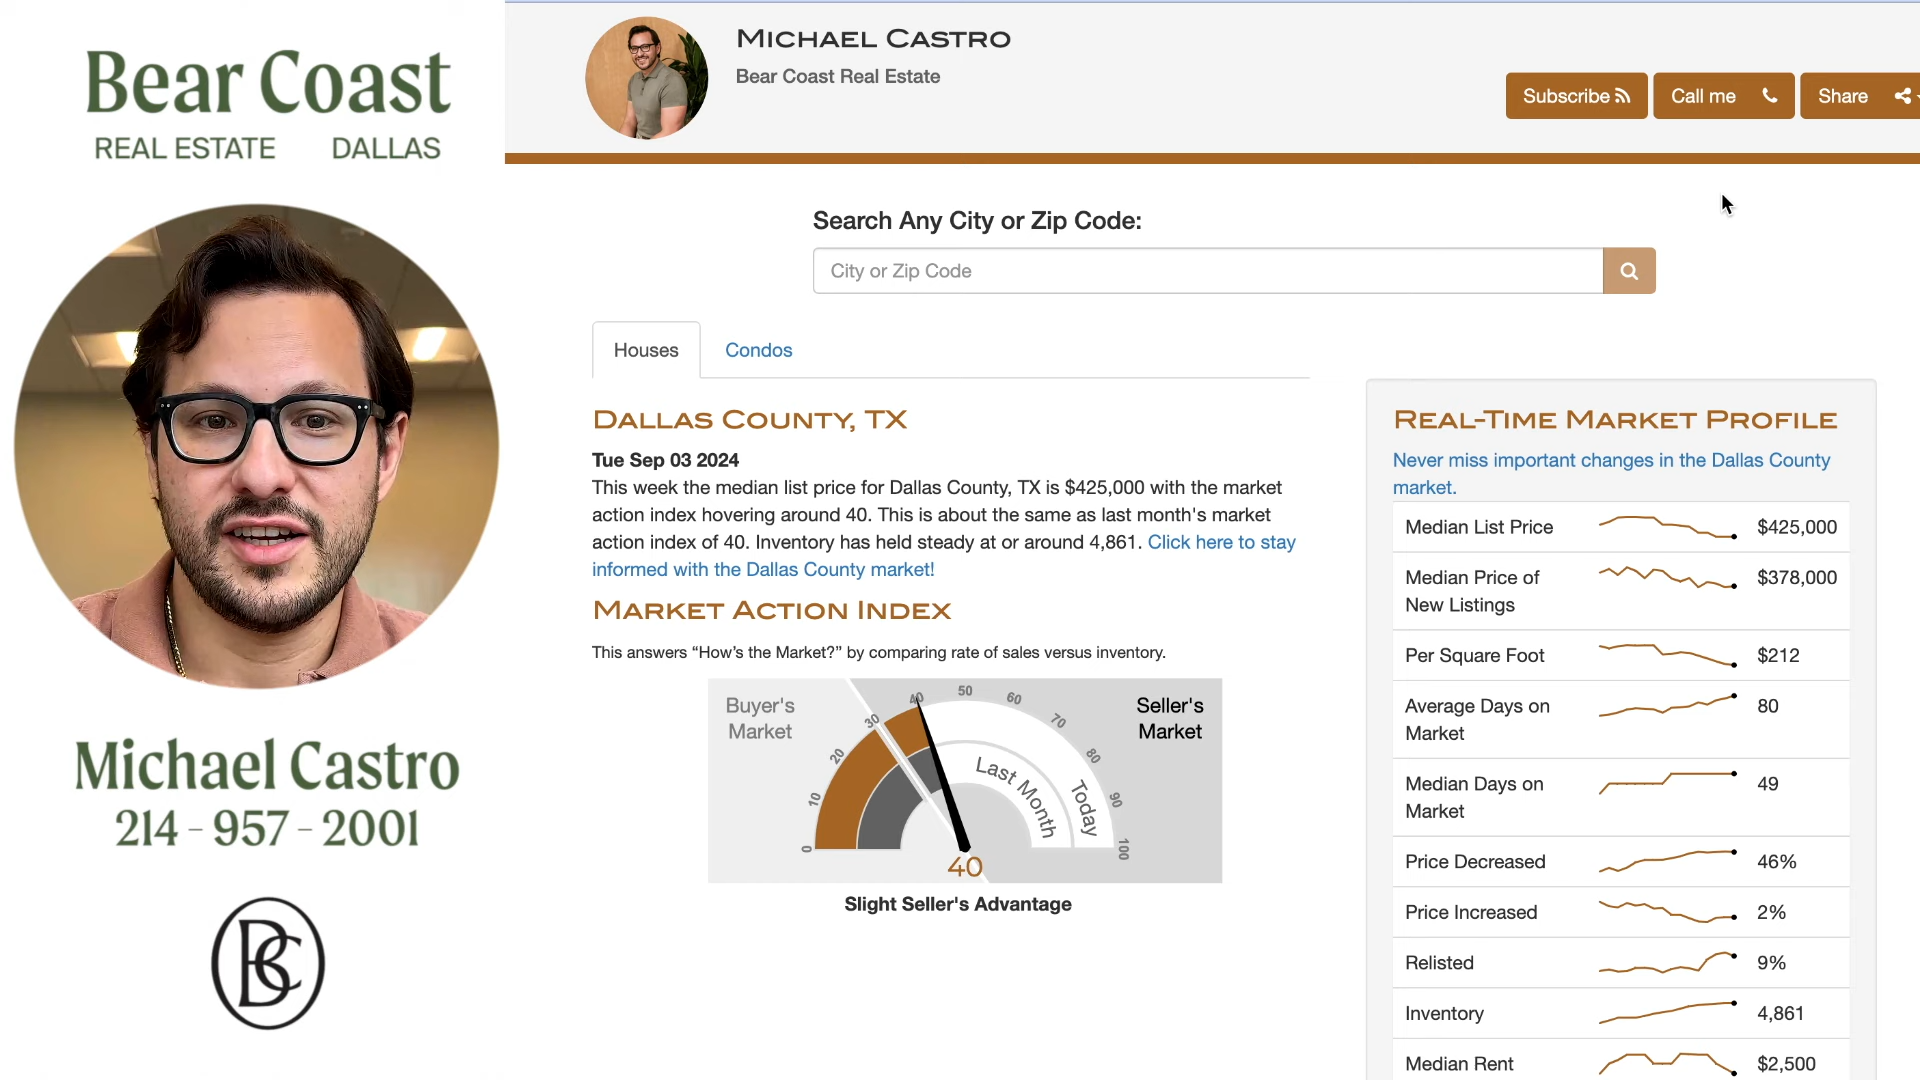 Bear Coast
REAL ESTATE DALLAS
Michael Castro
214 - 957 - 2001
BC
MICHAEL CASTRO
Bear Coast Real Estate
Subscribe
Call me
Share
Search Any City or Zip Code:
City or Zip Code
Houses
Condos
DALLAS COUNTY, TX
Tue Sep 03 2024
This week the median list price for Dallas County, TX is $425,000 with the market
action index hovering around 40. This is about the same as last month's market
action index of 40. Inventory has held steady at or around 4,861. Click here to stay
informed with the Dallas County market!
MARKET ACTION INDEX
This answers “How’s the Market?” by comparing rate of sales versus inventory.
Buyer's
Market
Seller's
Market
0
10
20
30
40
50
60
70
80
90
100
Last Month
Today
40
Slight Seller's Advantage
REAL-TIME MARKET PROFILE
Never miss important changes in the Dallas County
market.
Median List Price $425,000
Median Price of
New Listings $378,000
Per Square Foot $212
Average Days on
Market 80
Median Days on
Market 49
Price Decreased 46%
Price Increased 2%
Relisted 9%
Inventory 4,861
Median Rent $2,500